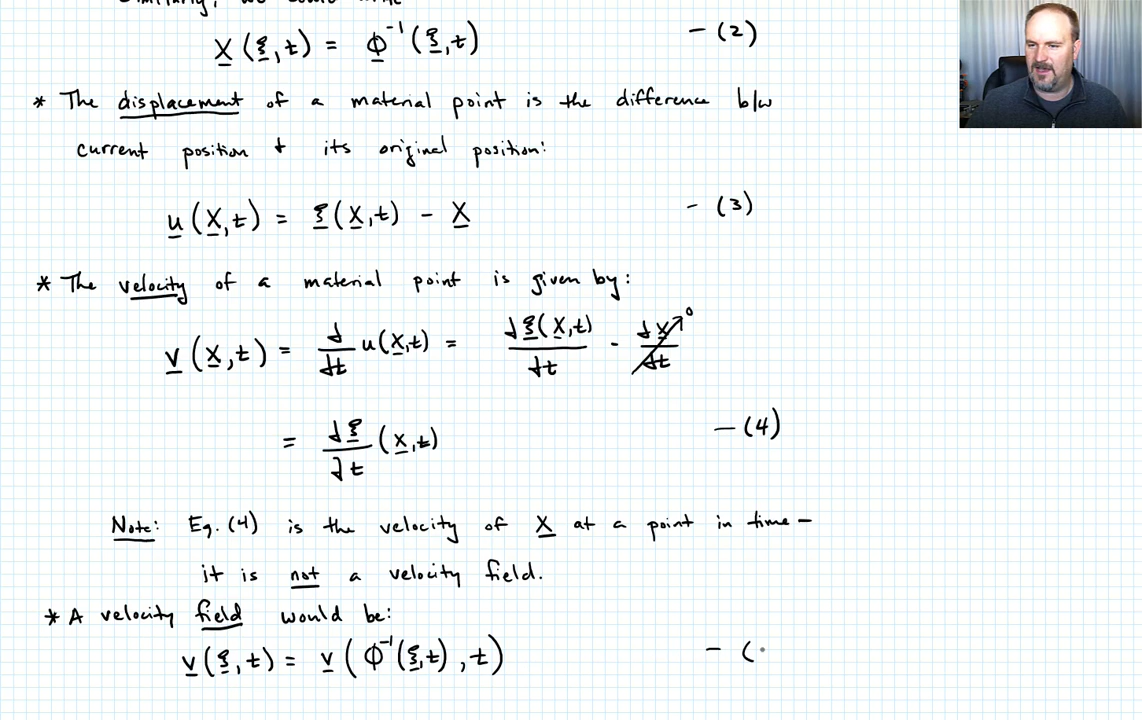 X(ξ,t) = Φ⁻¹(ξ,t) – (2)
* The displacement of a material point is the difference b/w
current position + its original position:
u(X,t) = ξ(X,t) - X – (3)
* The velocity of a material point is given by:
v(X,t) = d/dt u(X,t) = dξ(X,t)/dt - dX/dt 0
= dξ/dt (X,t) – (4)
Note: Eq. (4) is the velocity of X at a point in time –
it is not a velocity field.
* A velocity field would be:
v(ξ,t) = v(Φ⁻¹(ξ,t),t) – (